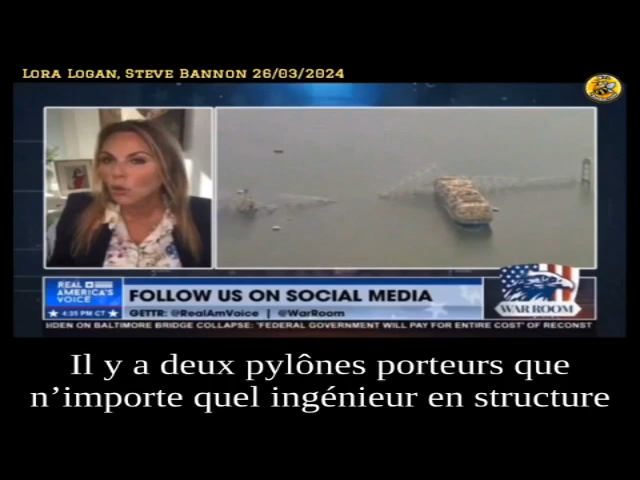 LORA LOGAN, STEVE BANNON 26/03/2024
REAL
AMERICA'S
VOICE
4:35 PM CT
FOLLOW US ON SOCIAL MEDIA
GETTR: @RealAmVoice | @WarRoom
WAR ROOM
IDEN ON BALTIMORE BRIDGE COLLAPSE: 'FEDERAL GOVERNMENT WILL PAY FOR ENTIRE COST' OF RECONST
Il y a deux pylônes porteurs que
n'importe quel ingénieur en structure